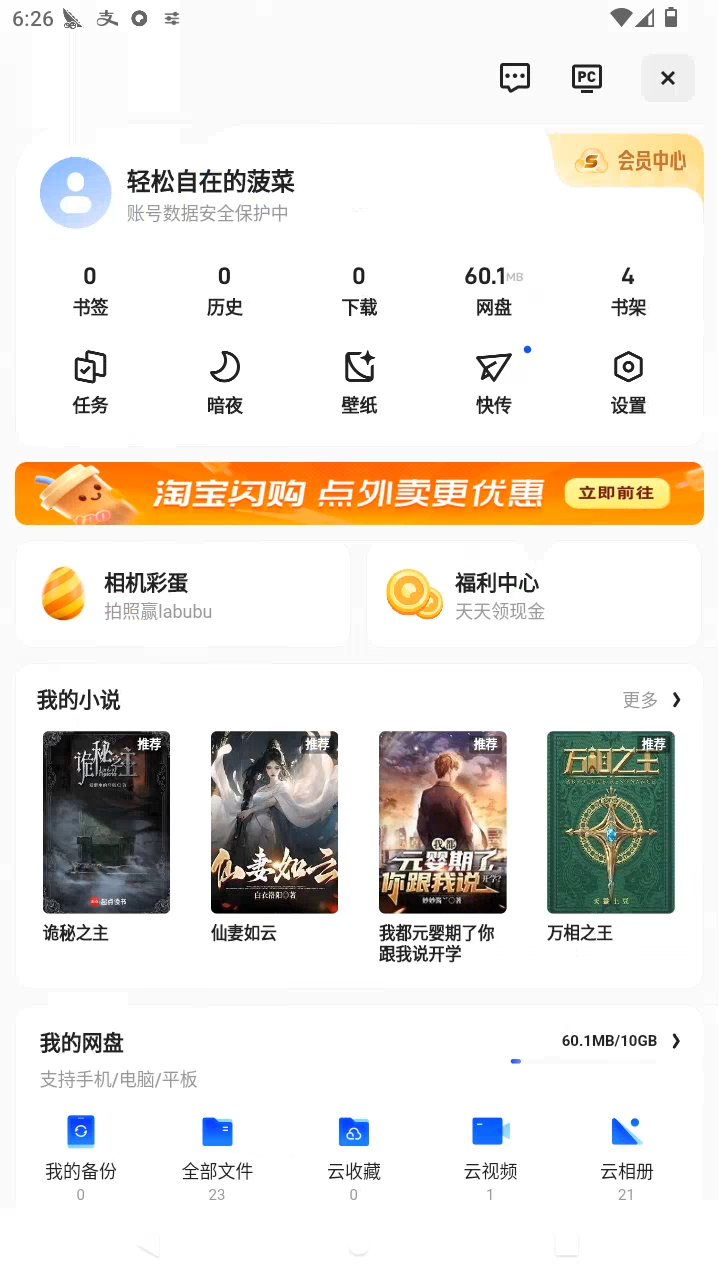 6:26
支
PC
会员中心
轻松自在的菠菜
账号数据安全保护中
0 0 0 60.1MB 4
书签 历史 下载 网盘 书架
任务 暗夜 壁纸 快传 设置
淘宝闪购 点外卖更优惠 立即前往
相机彩蛋
拍照赢labubu
福利中心
天天领现金
我的小说 更多
推荐 推荐 推荐 推荐
诡秘之主
起点读书
仙妻如云
白衣洛阳◎著
我都
元婴期了
你跟我说开学?
万相之王
诡秘之主 仙妻如云 我都元婴期了你 万相之王
跟我说开学
我的网盘 60.1MB/10GB
支持手机/电脑/平板
我的备份 全部文件 云收藏 云视频 云相册
0 23 0 1 21